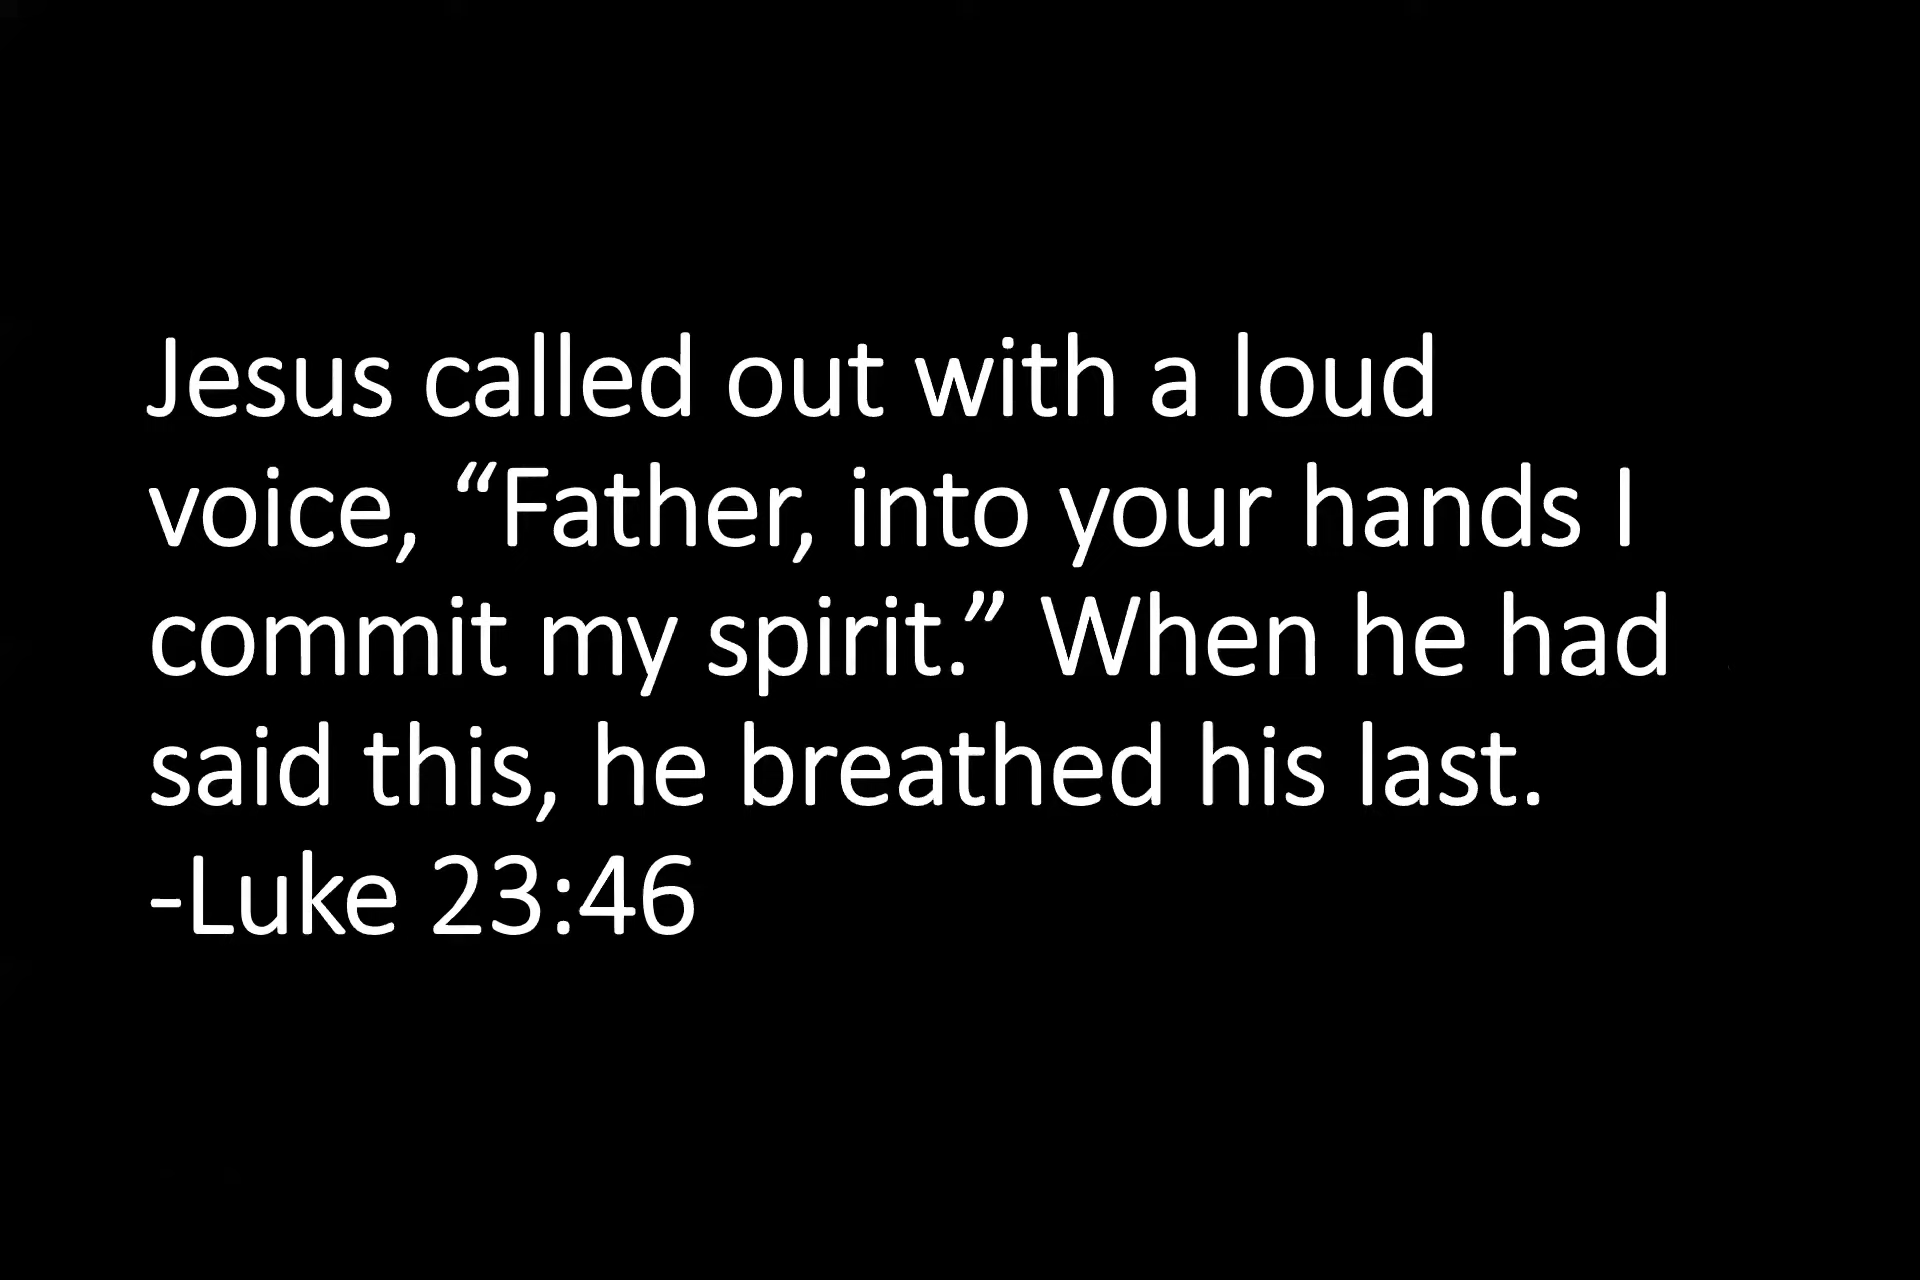 Jesus called out with a loud
voice, “Father, into your hands I
commit my spirit.” When he had
said this, he breathed his last.
-Luke 23:46